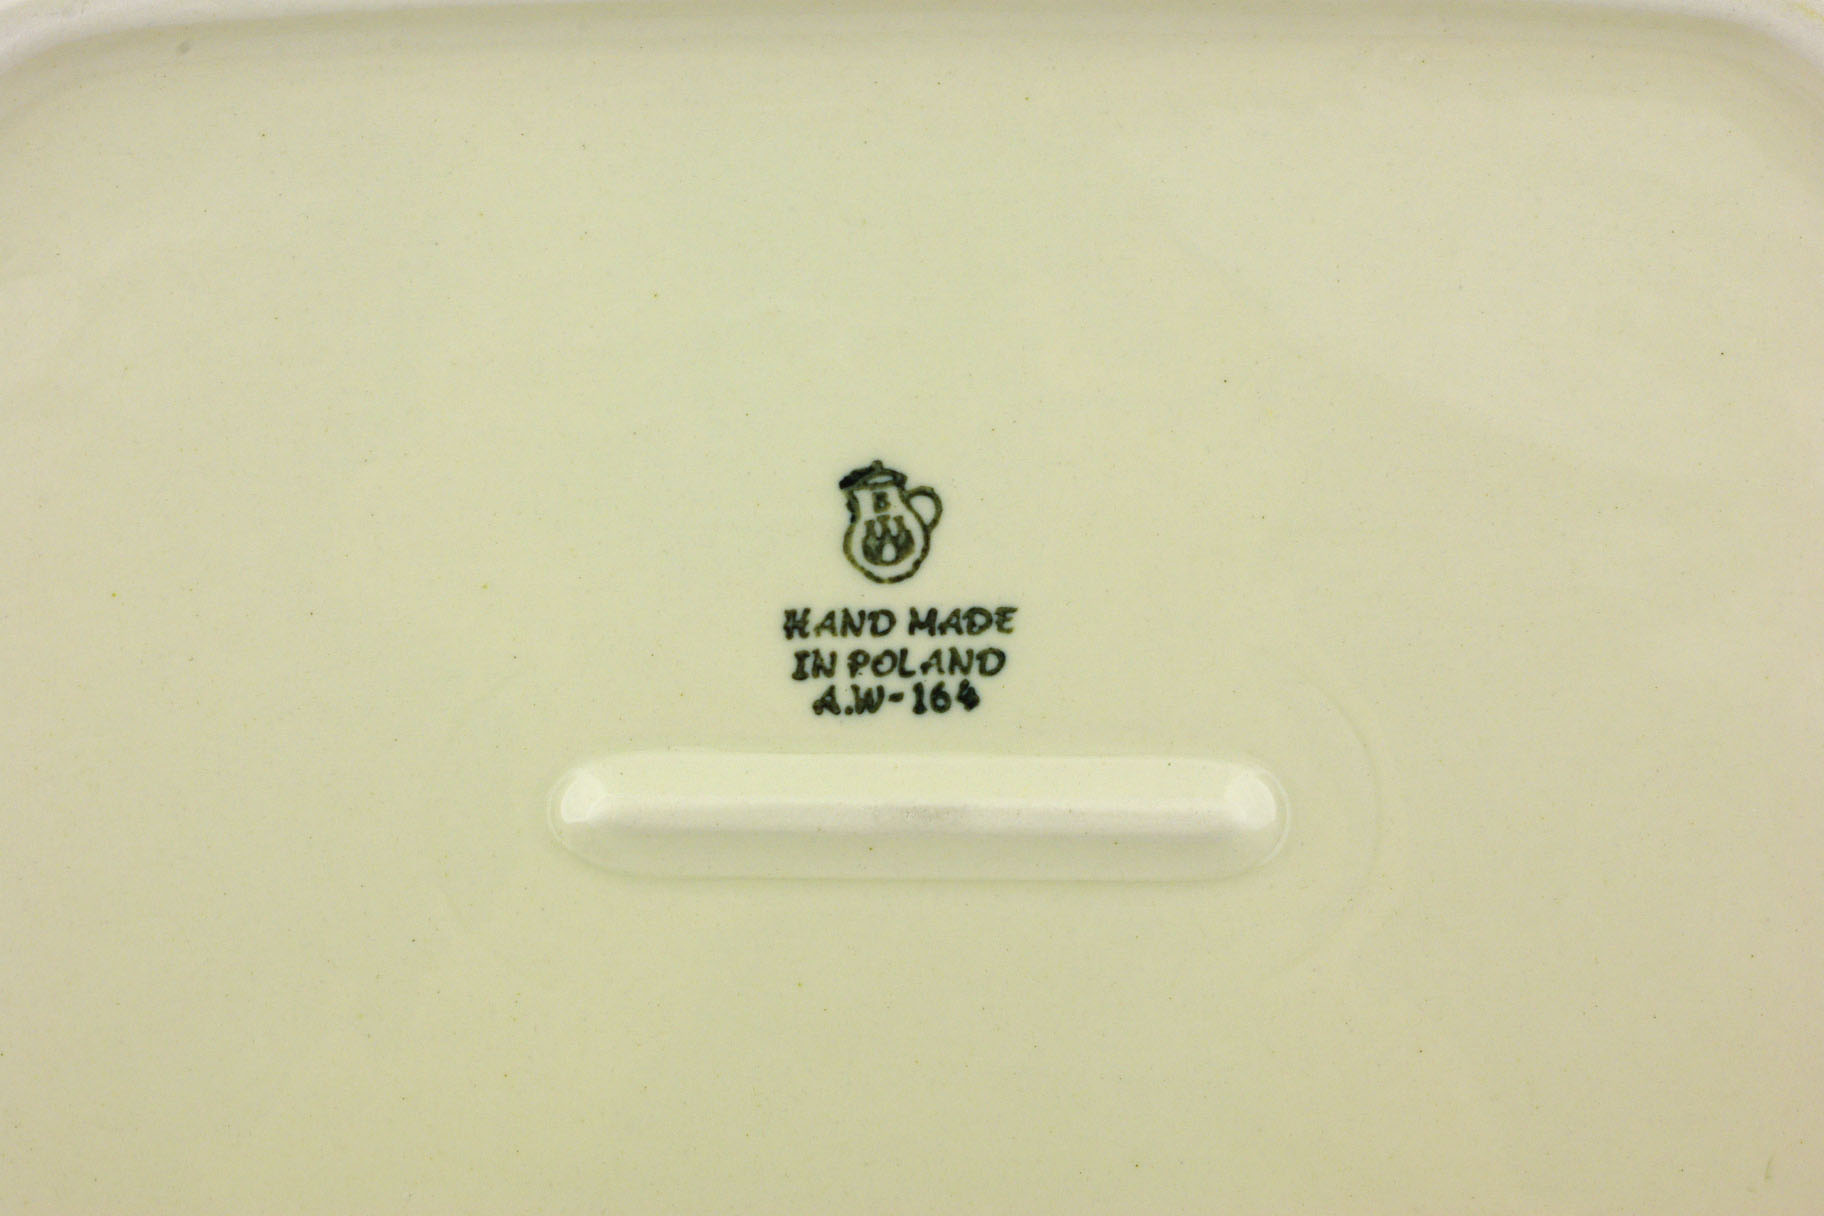 B
HAND MADE
IN POLAND
A.W-164